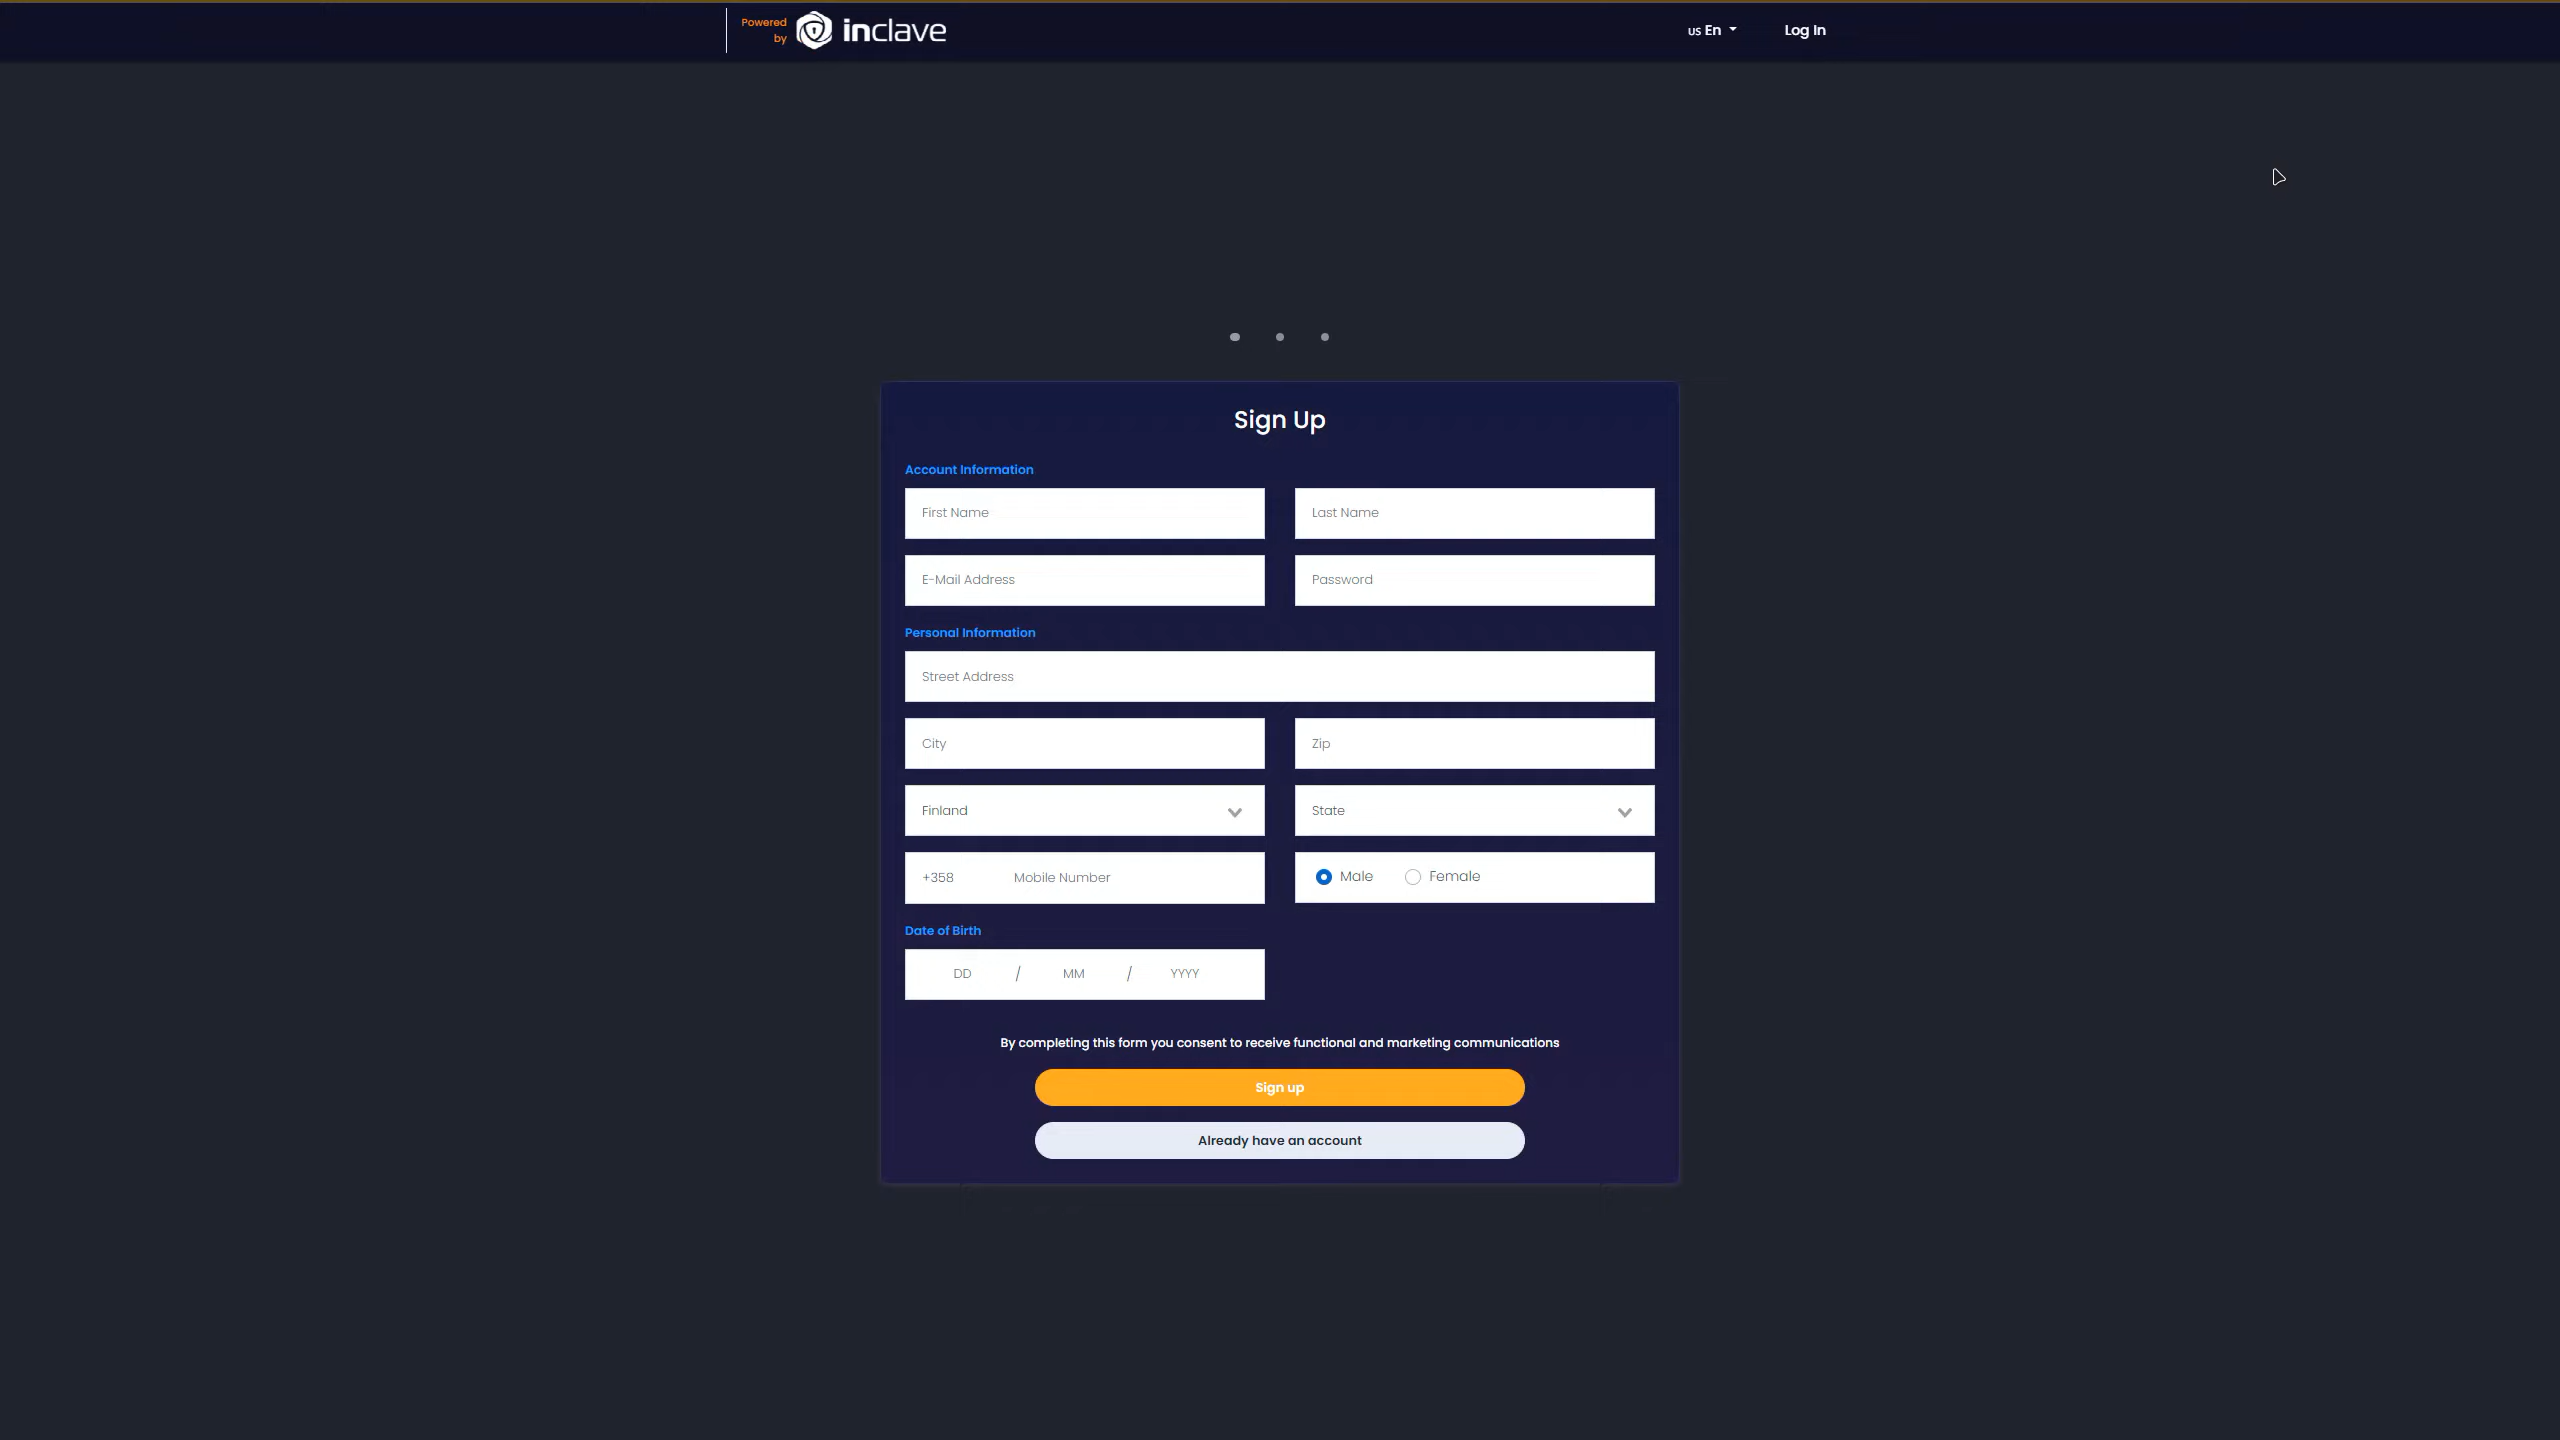 Powered
by
inclave
us En
Log In
Sign Up
Account Information
First Name
Last Name
E-Mail Address
Password
Personal Information
Street Address
City
Zip
Finland
State
+358
Mobile Number
Male
Female
Date of Birth
DD / MM / YYYY
By completing this form you consent to receive functional and marketing communications
Sign up
Already have an account